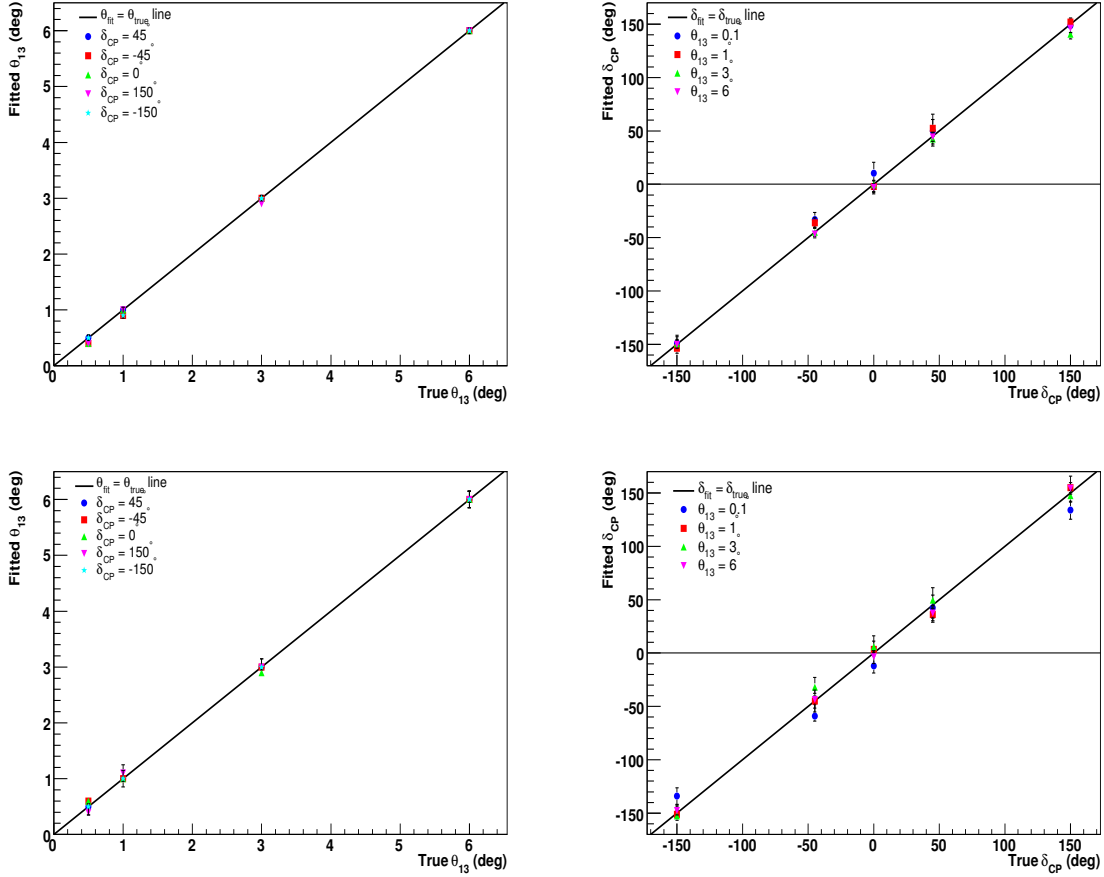 Fitted θ13 (deg)
θfit = θtrue line
δCP = 45°
δCP = -45°
δCP = 0°
δCP = 150°
δCP = -150°
6
5
4
3
2
1
0
0 1 2 3 4 5 6
True θ13 (deg)
Fitted δCP (deg)
δfit = δtrue line
θ13 = 0.1°
θ13 = 1°
θ13 = 3°
θ13 = 6°
150
100
50
0
-50
-100
-150
-150 -100 -50 0 50 100 150
True δCP (deg)
Fitted θ13 (deg)
θfit = θtrue line
δCP = 45°
δCP = -45°
δCP = 0°
δCP = 150°
δCP = -150°
6
5
4
3
2
1
0
0 1 2 3 4 5 6
True θ13 (deg)
Fitted δCP (deg)
δfit = δtrue line
θ13 = 0.1°
θ13 = 1°
θ13 = 3°
θ13 = 6°
150
100
50
0
-50
-100
-150
-150 -100 -50 0 50 100 150
True δCP (deg)